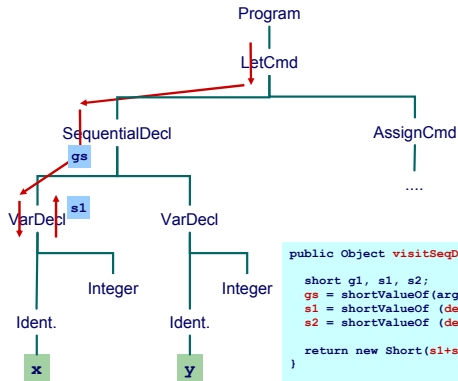 Program
LetCmd
SequentialDecl AssignCmd
gs
....
s1
VarDecl VarDecl
Integer Integer
Ident. Ident.
x y
public Object visitSeqD
short g1, s1, s2;
gs = shortValueOf(arg
s1 = shortValueOf (de
s2 = shortValueOf (de
return new Short(s1+s
}